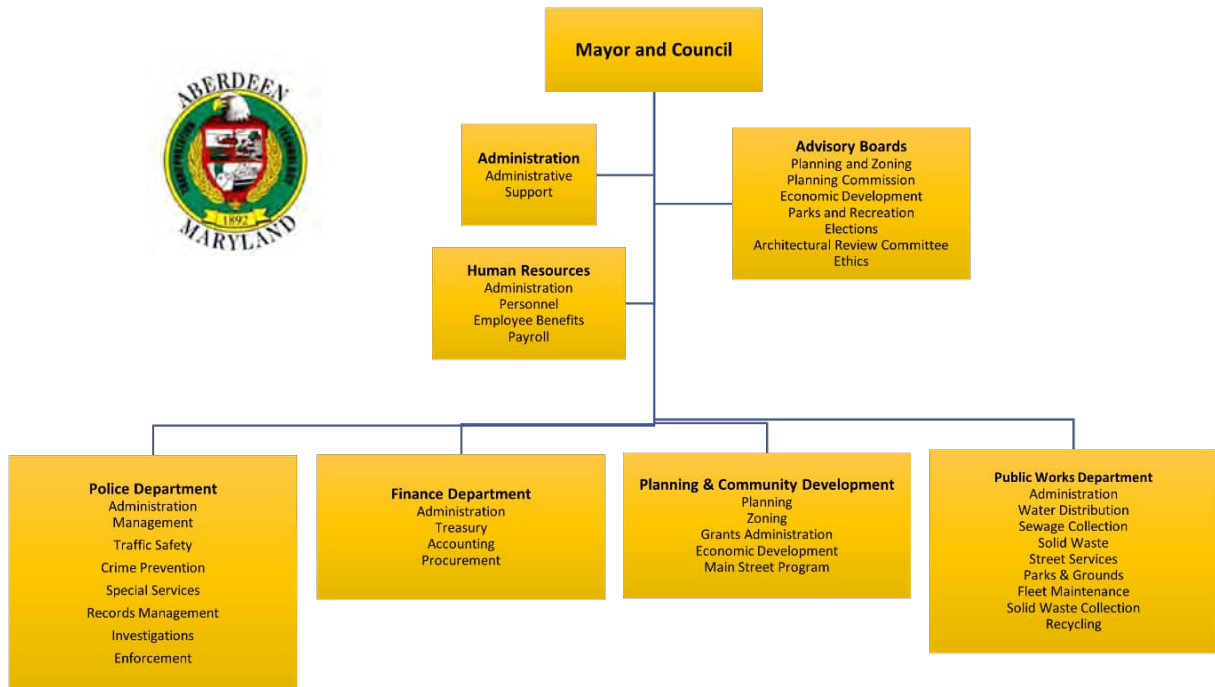 Mayor and Council
ABERDEEN
TRANSPORTATION
TECHNOLOGY
1892
MARYLAND
Administration
Administrative
Support
Advisory Boards
Planning and Zoning
Planning Commission
Economic Development
Parks and Recreation
Elections
Architectural Review Committee
Ethics
Human Resources
Administration
Personnel
Employee Benefits
Payroll
Police Department
Administration
Management
Traffic Safety
Crime Prevention
Special Services
Records Management
Investigations
Enforcement
Finance Department
Administration
Treasury
Accounting
Procurement
Planning & Community Development
Planning
Zoning
Grants Administration
Economic Development
Main Street Program
Public Works Department
Administration
Water Distribution
Sewage Collection
Solid Waste
Street Services
Parks & Grounds
Fleet Maintenance
Solid Waste Collection
Recycling